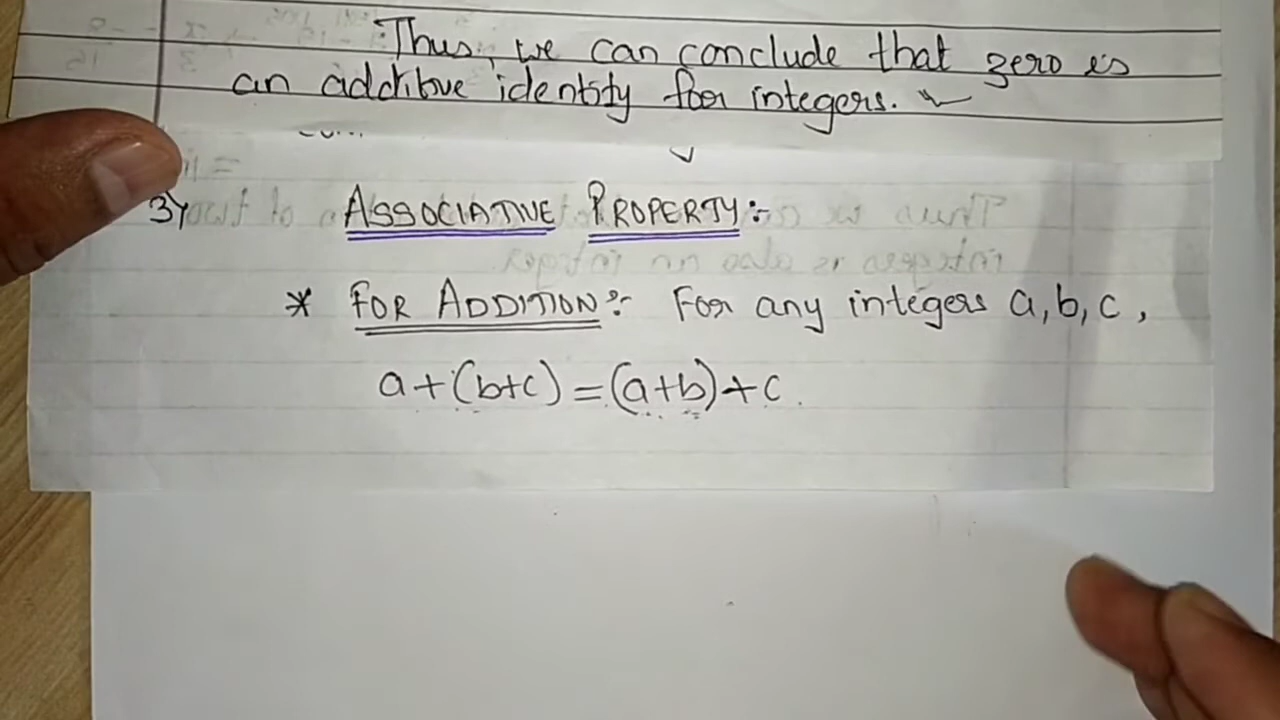 Thus, we can conclude that zero is
an additive identity for integers.
3) ASSOCIATIVE PROPERTY:-
* FOR ADDITION:- For any integers a, b, c,
a+(b+c)=(a+b)+c.